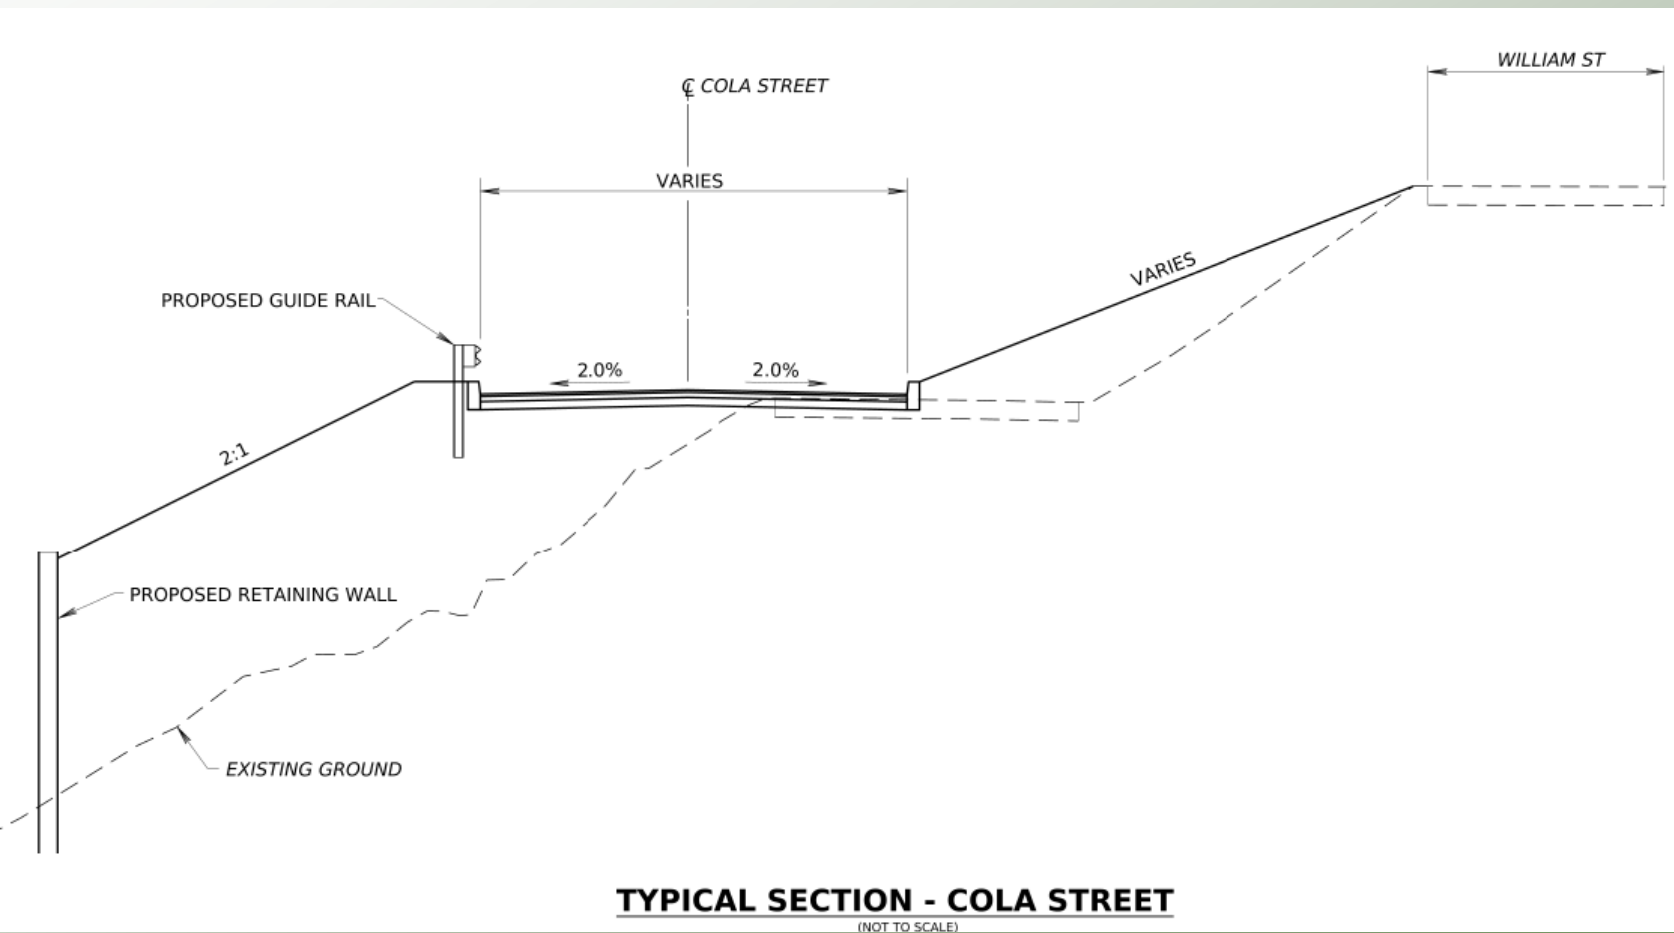 WILLIAM ST
℄ COLA STREET
VARIES
VARIES
PROPOSED GUIDE RAIL
2.0%
2.0%
2:1
PROPOSED RETAINING WALL
EXISTING GROUND
TYPICAL SECTION - COLA STREET
(NOT TO SCALE)